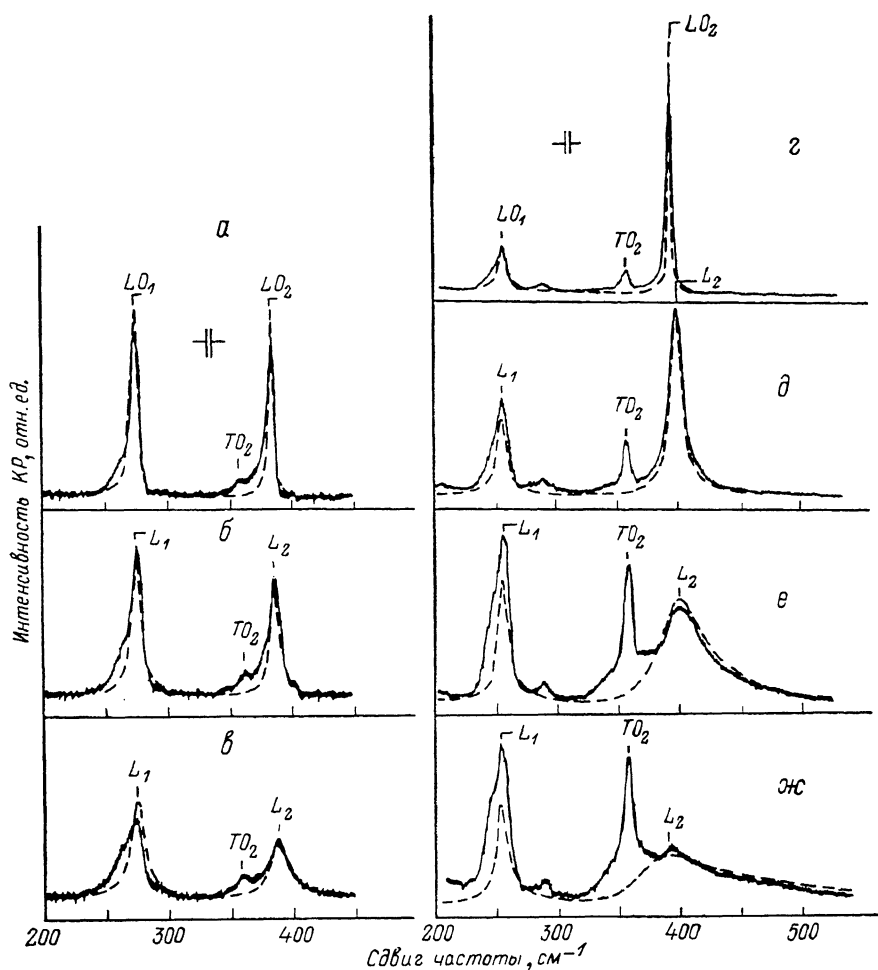 Интенсивность КР, отн. ед.
а
LO₁
LO₂
TO₂
б
L₁
L₂
TO₂
в
L₁
L₂
TO₂
200 300 400
г
LO₁
TO₂
LO₂
L₂
д
L₁
TO₂
е
L₁
TO₂
L₂
ж
L₁
TO₂
L₂
200 300 400 500
Сдвиг частоты, см⁻¹